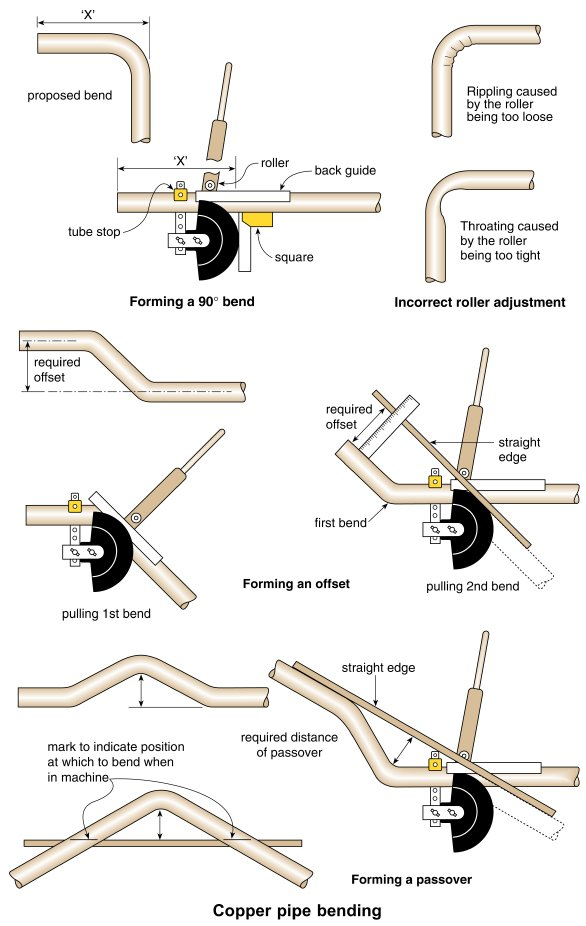 ‘X’
proposed bend
Rippling caused
by the roller
being too loose
‘X’
roller
back guide
tube stop
square
Throating caused
by the roller
being too tight
Forming a 90° bend
Incorrect roller adjustment
required
offset
required
offset
straight
edge
first bend
Forming an offset
pulling 2nd bend
pulling 1st bend
straight edge
required distance
of passover
mark to indicate position
at which to bend when
in machine
Forming a passover
Copper pipe bending